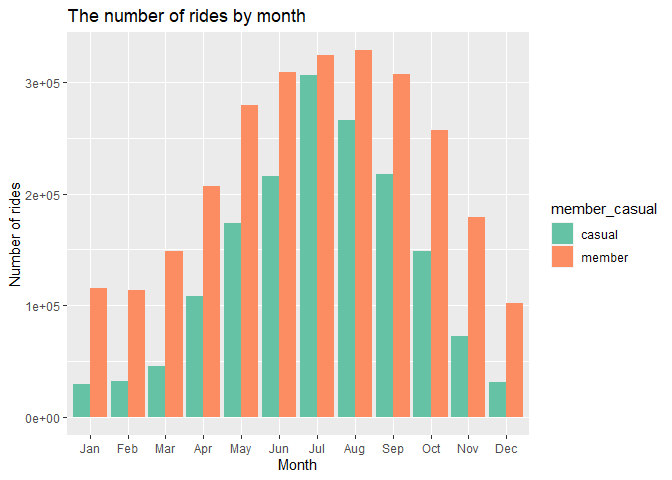 The number of rides by month
Number of rides
3e+05
2e+05
1e+05
0e+00
Jan Feb Mar Apr May Jun Jul Aug Sep Oct Nov Dec
Month
member_casual
casual
member